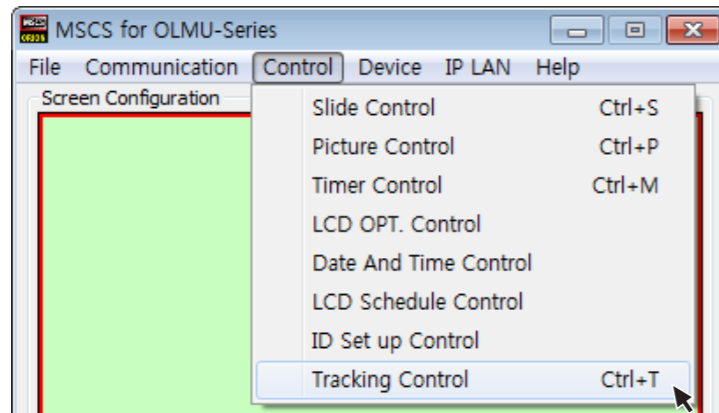 MSCS ORION MSCS for OLMU-Series
File Communication Control Device IP LAN Help
Screen Configuration
Slide Control Ctrl+S
Picture Control Ctrl+P
Timer Control Ctrl+M
LCD OPT. Control
Date And Time Control
LCD Schedule Control
ID Set up Control
Tracking Control Ctrl+T